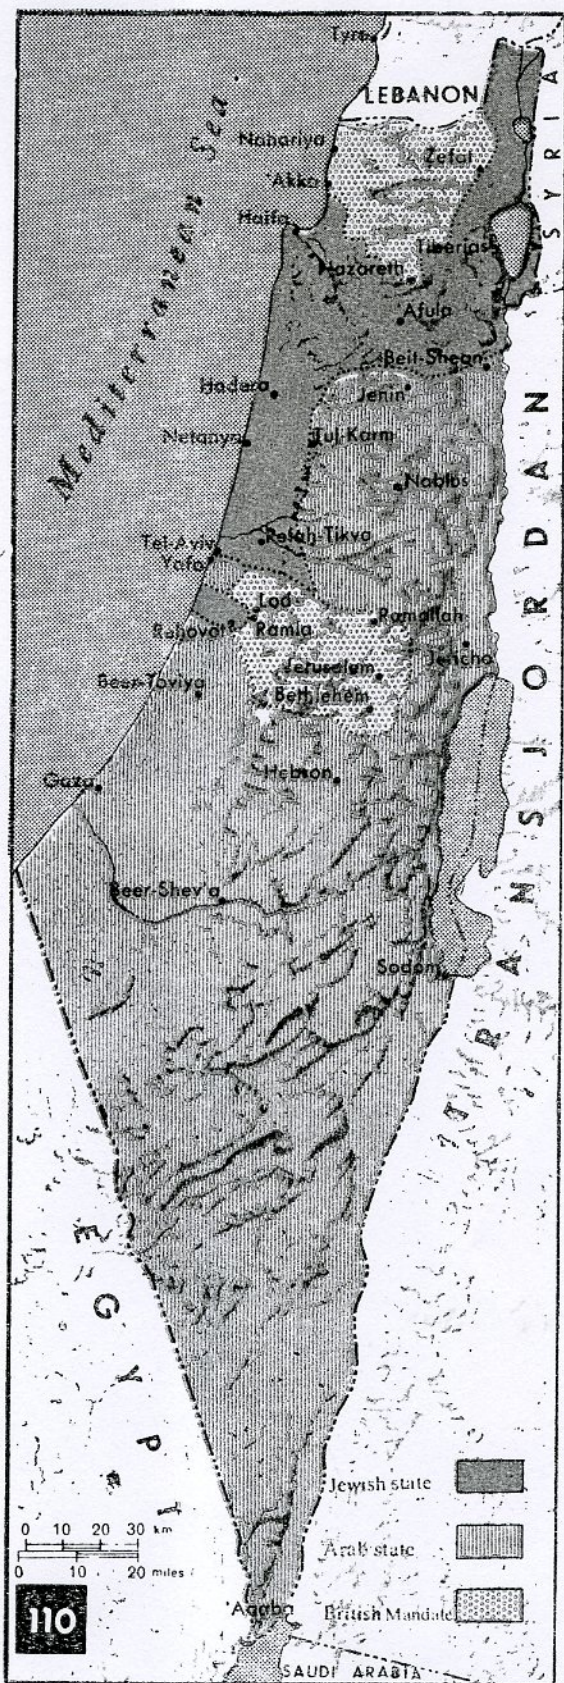 Tyre
LEBANON
SYRIA
Nahariya
Zefat
Akko
Haifa
Tiberias
Nazareth
Afula
Beit-Shean
Mediterranean Sea
Hadera
Jenin
Netanya
Tul-Karm
Nablos
Petah-Tikva
Tel-Aviv
Yafo
Lod
Ramallah
Rehovot
Ramla
Jericho
Jerusalem
Beer-Toviya
Bethlehem
TRANSJORDAN
Hebron
Gaza
Beer-Shev'a
Sodom
EGYPT
Jewish state
0 10 30 km
Arab state
0 10 20 miles
110
Aqaba
British Mandate
SAUDI ARABIA